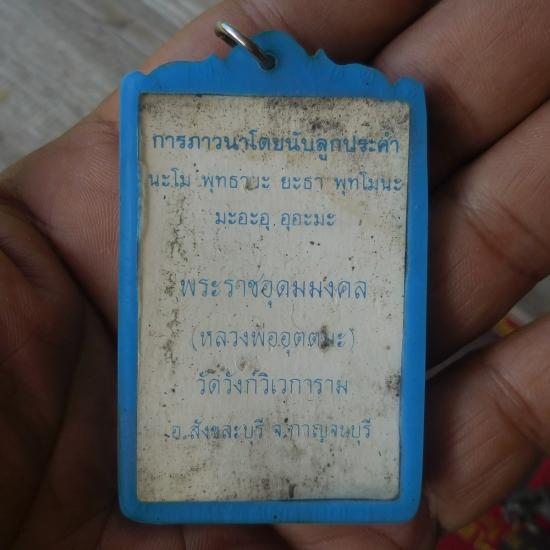 การภาวนาโดยนับลูกประคำ
นะโม พุทธายะ ยะธา พุทโมนะ
มะอะอุ อุอะมะ
พระราชอุดมมงคล
(หลวงพ่ออุตตมะ)
วัดวังก์วิเวการาม
อ.สังขละบุรี จ.กาญจนบุรี